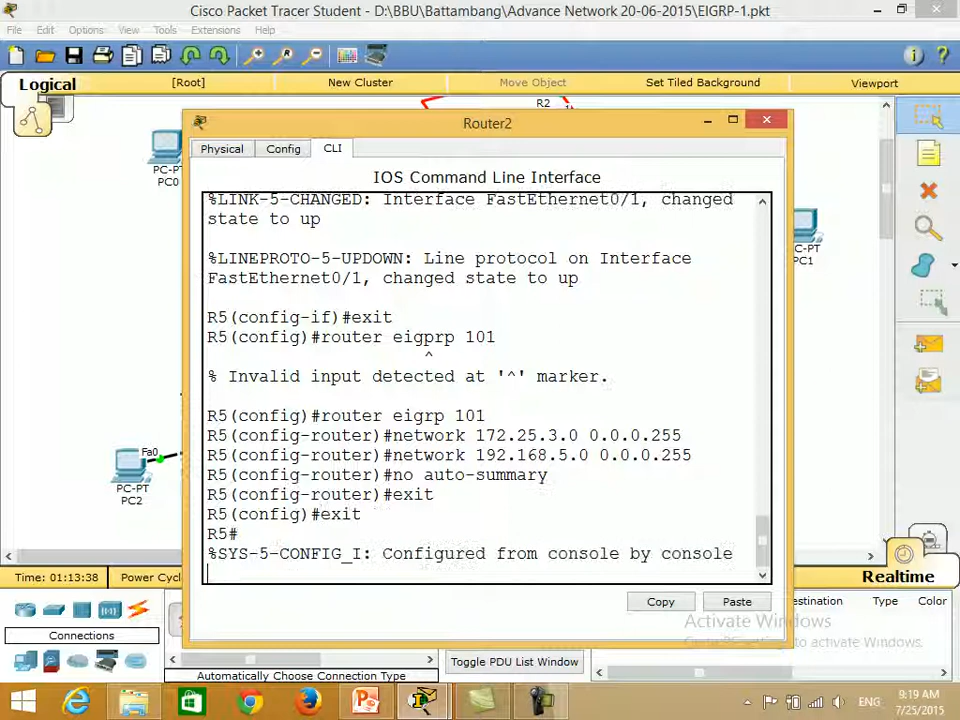 Cisco Packet Tracer Student - D:\BBU\Battambang\Advance Network 20-06-2015\EIGRP-1.pkt
File Edit Options View Tools Extensions Help
Logical [Root] New Cluster Move Object Set Tiled Background Viewport
R2
PC-PT
PC0
PC-PT
PC1
Fa0
PC-PT
PC2
Router2
Physical Config CLI
IOS Command Line Interface
%LINK-5-CHANGED: Interface FastEthernet0/1, changed
state to up
%LINEPROTO-5-UPDOWN: Line protocol on Interface
FastEthernet0/1, changed state to up
R5(config-if)#exit
R5(config)#router eigprp 101
^
% Invalid input detected at '^' marker.
R5(config)#router eigrp 101
R5(config-router)#network 172.25.3.0 0.0.0.255
R5(config-router)#network 192.168.5.0 0.0.0.255
R5(config-router)#no auto-summary
R5(config-router)#exit
R5(config)#exit
R5#
%SYS-5-CONFIG_I: Configured from console by console
Copy Paste
Time: 01:13:38 Power Cycl
Realtime
Connections
Automatically Choose Connection Type
Toggle PDU List Window
estination Type Color
Activate Windows
to activate Windows.
ENG
9:19 AM
7/25/2015